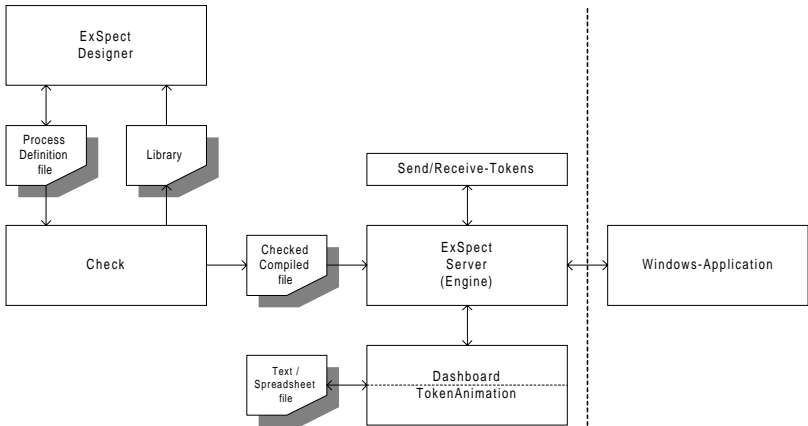 ExSpect
Designer
Process
Definition
file
Library
Send/Receive-Tokens
Check
Checked
Compiled
file
ExSpect
Server
(Engine)
Windows-Application
Text /
Spreadsheet
file
Dashboard
TokenAnimation